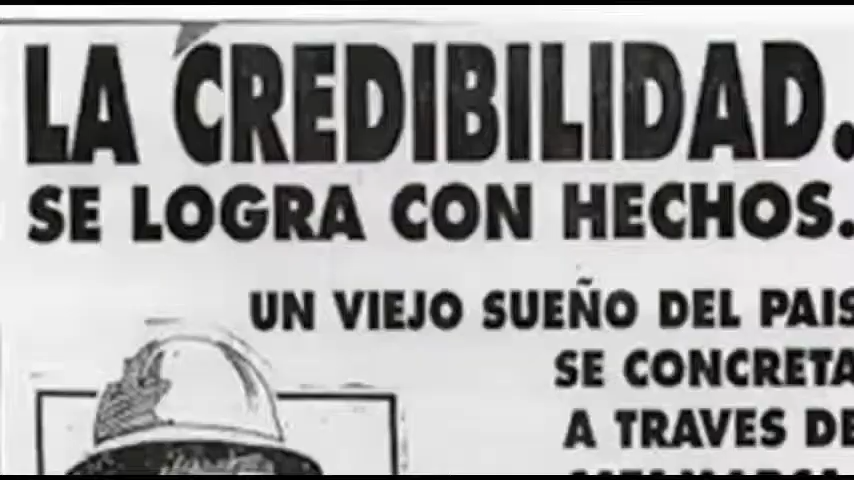 LA CREDIBILIDAD.
SE LOGRA CON HECHOS.
UN VIEJO SUEÑO DEL PAIS
SE CONCRETA
A TRAVES DE